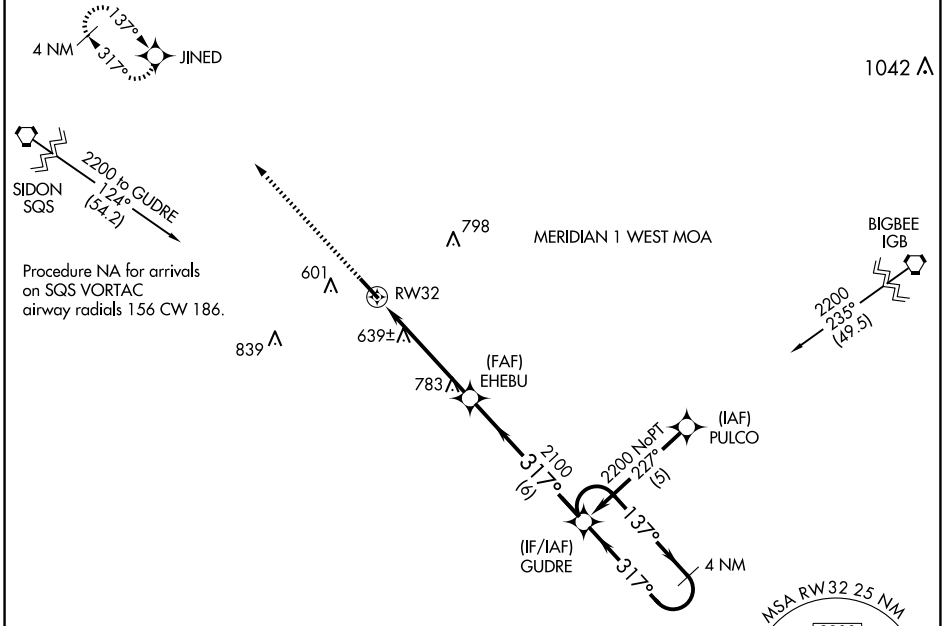 137°
4 NM
317°
JINED
1042
SIDON
SQS
2200 to GUDRE
124°
(54.2)
Procedure NA for arrivals
on SQS VORTAC
airway radials 156 CW 186.
798
MERIDIAN 1 WEST MOA
BIGBEE
IGB
2200
235°
(49.5)
601
RW32
639±
839
(FAF)
EHEBU
783
(IAF)
PULCO
2200 NoPT
227°
(5)
2100
317°
(6)
137°
(IF/IAF)
GUDRE
317°
4 NM
MSA RW32 25 NM